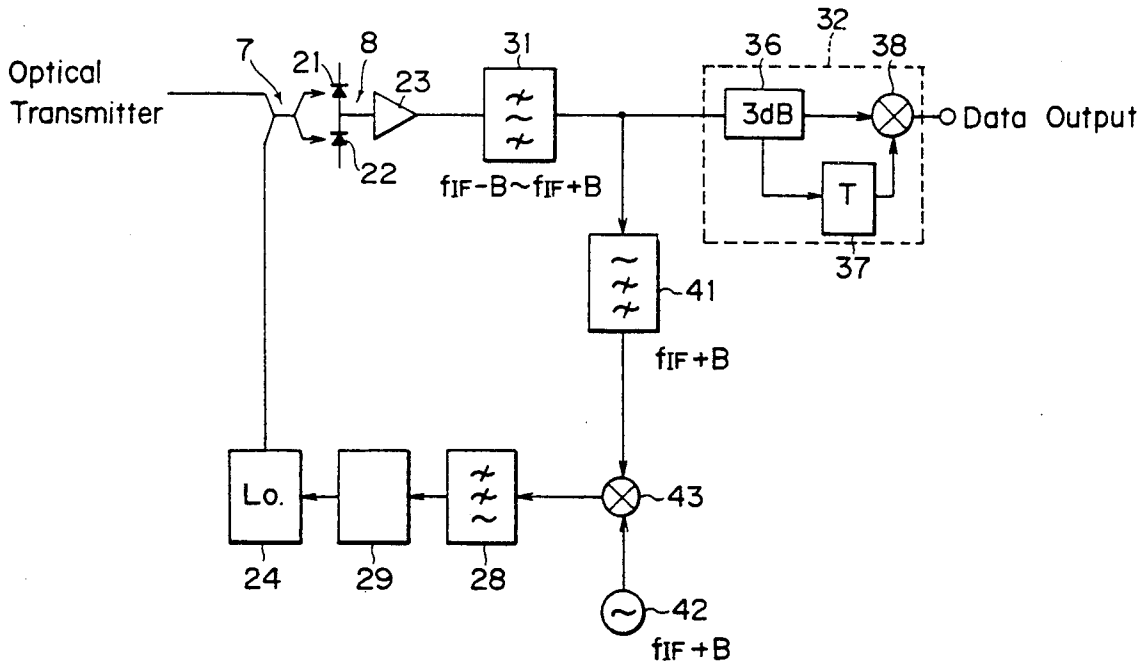 32
7
21
8
31
36
38
Optical
Transmitter
23
3dB
Data Output
22
fIF-B~fIF+B
T
37
41
fIF+B
Lo.
43
24
29
28
42
fIF+B